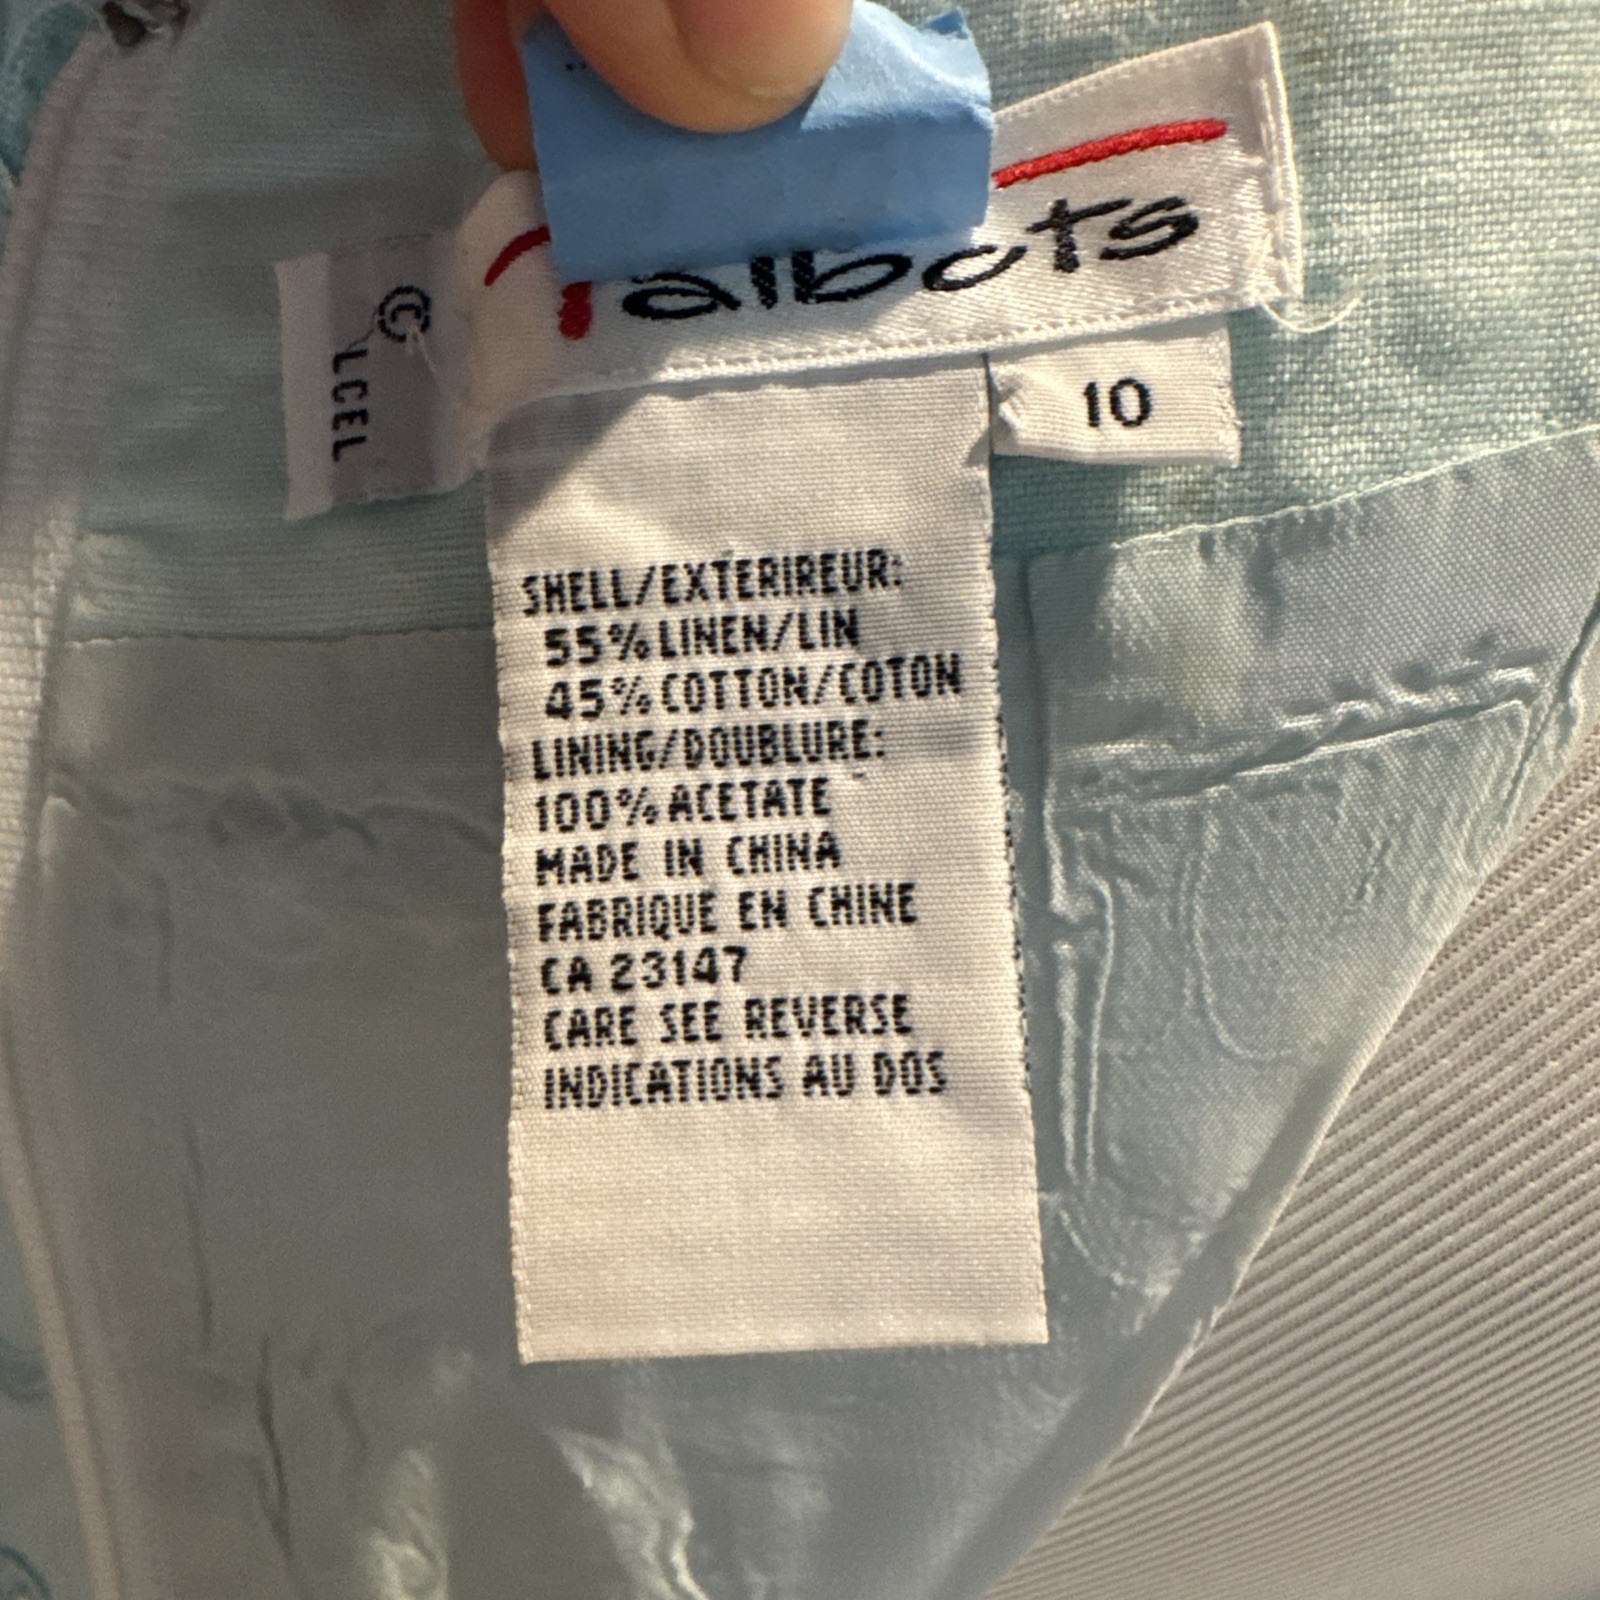 Talbots
10
© LCEL
SHELL/EXTERIREUR:
55% LINEN/LIN
45% COTTON/COTON
LINING/DOUBLURE:
100% ACETATE
MADE IN CHINA
FABRIQUE EN CHINE
CA 23147
CARE SEE REVERSE
INDICATIONS AU DOS